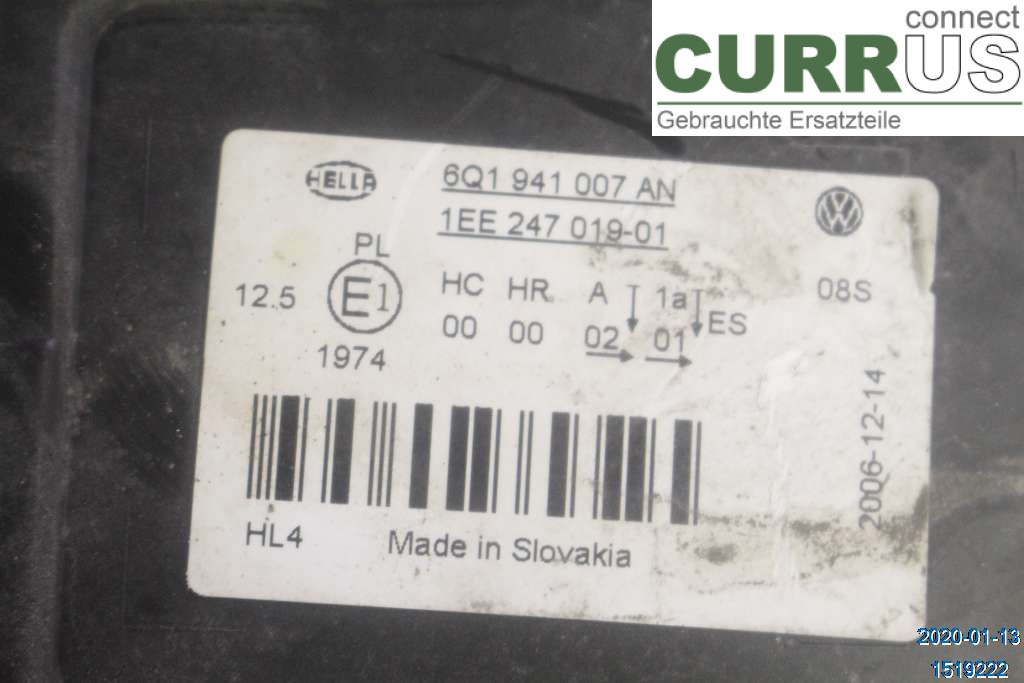 connect
CURRUS
Gebrauchte Ersatzteile
HELLA
6Q1 941 007 AN
1EE 247 019-01
PL
12.5 E1 HC HR A 1a 08S
00 00 02 01 ES
1974
2006-12-14
HL4 Made in Slovakia
2020-01-13
1519222